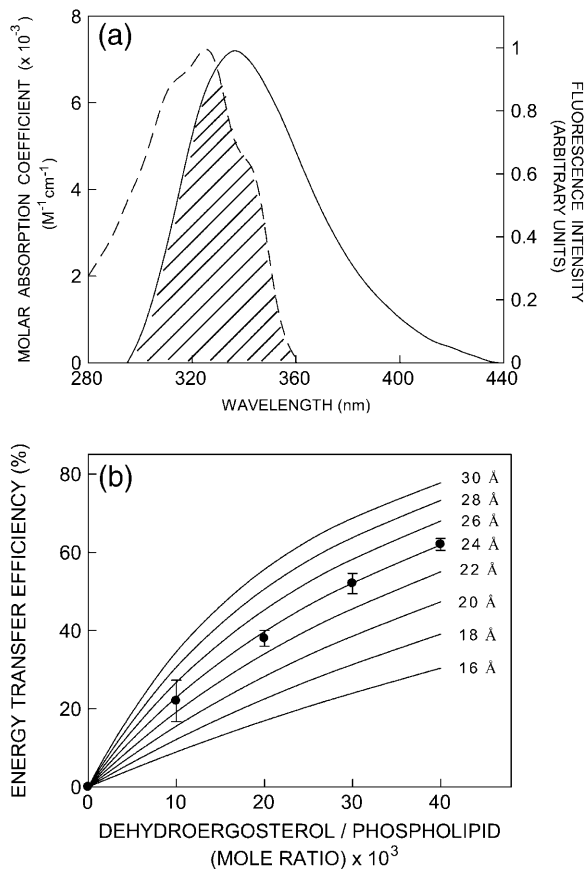 (a)
MOLAR ABSORPTION COEFFICIENT (x 10⁻³)
(M⁻¹cm⁻¹)
8
6
4
2
0
1
0.8
0.6
0.4
0.2
0
FLUORESCENCE INTENSITY
(ARBITRARY UNITS)
280 320 360 400 440
WAVELENGTH (nm)
(b)
ENERGY TRANSFER EFFICIENCY (%)
80
60
40
20
0
30 Å
28 Å
26 Å
24 Å
22 Å
20 Å
18 Å
16 Å
0 10 20 30 40
DEHYDROERGOSTEROL / PHOSPHOLIPID
(MOLE RATIO) x 10³